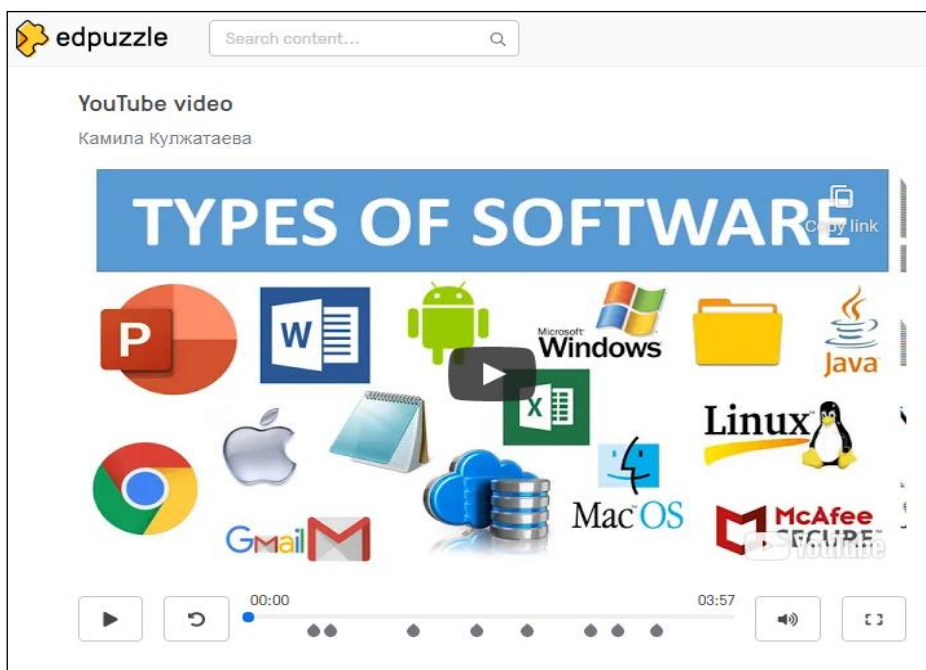 edpuzzle
Search content...
YouTube video
Камила Кулжатаева
TYPES OF SOFTWARE
Copy link
P
W
Microsoft
Windows
Java
X
Linux
Mac OS
Gmail
McAfee
SECURE
YouTube
00:00
03:57